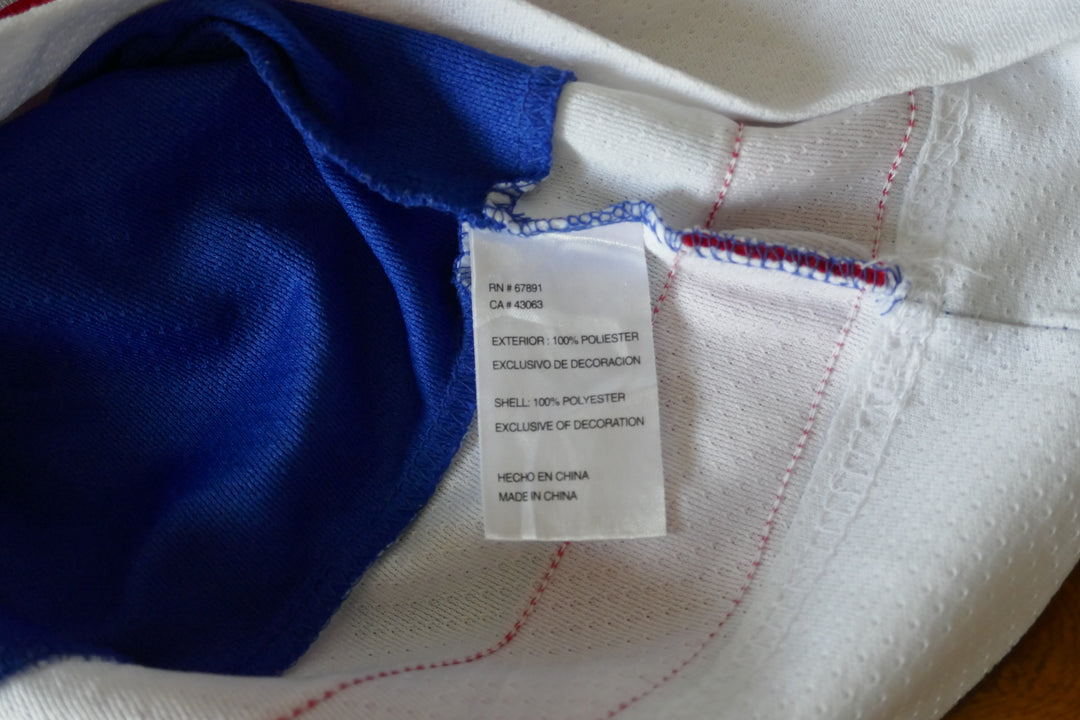 RN # 67891
CA # 43063
EXTERIOR : 100% POLIESTER
EXCLUSIVO DE DECORACION
SHELL: 100% POLYESTER
EXCLUSIVE OF DECORATION
HECHO EN CHINA
MADE IN CHINA